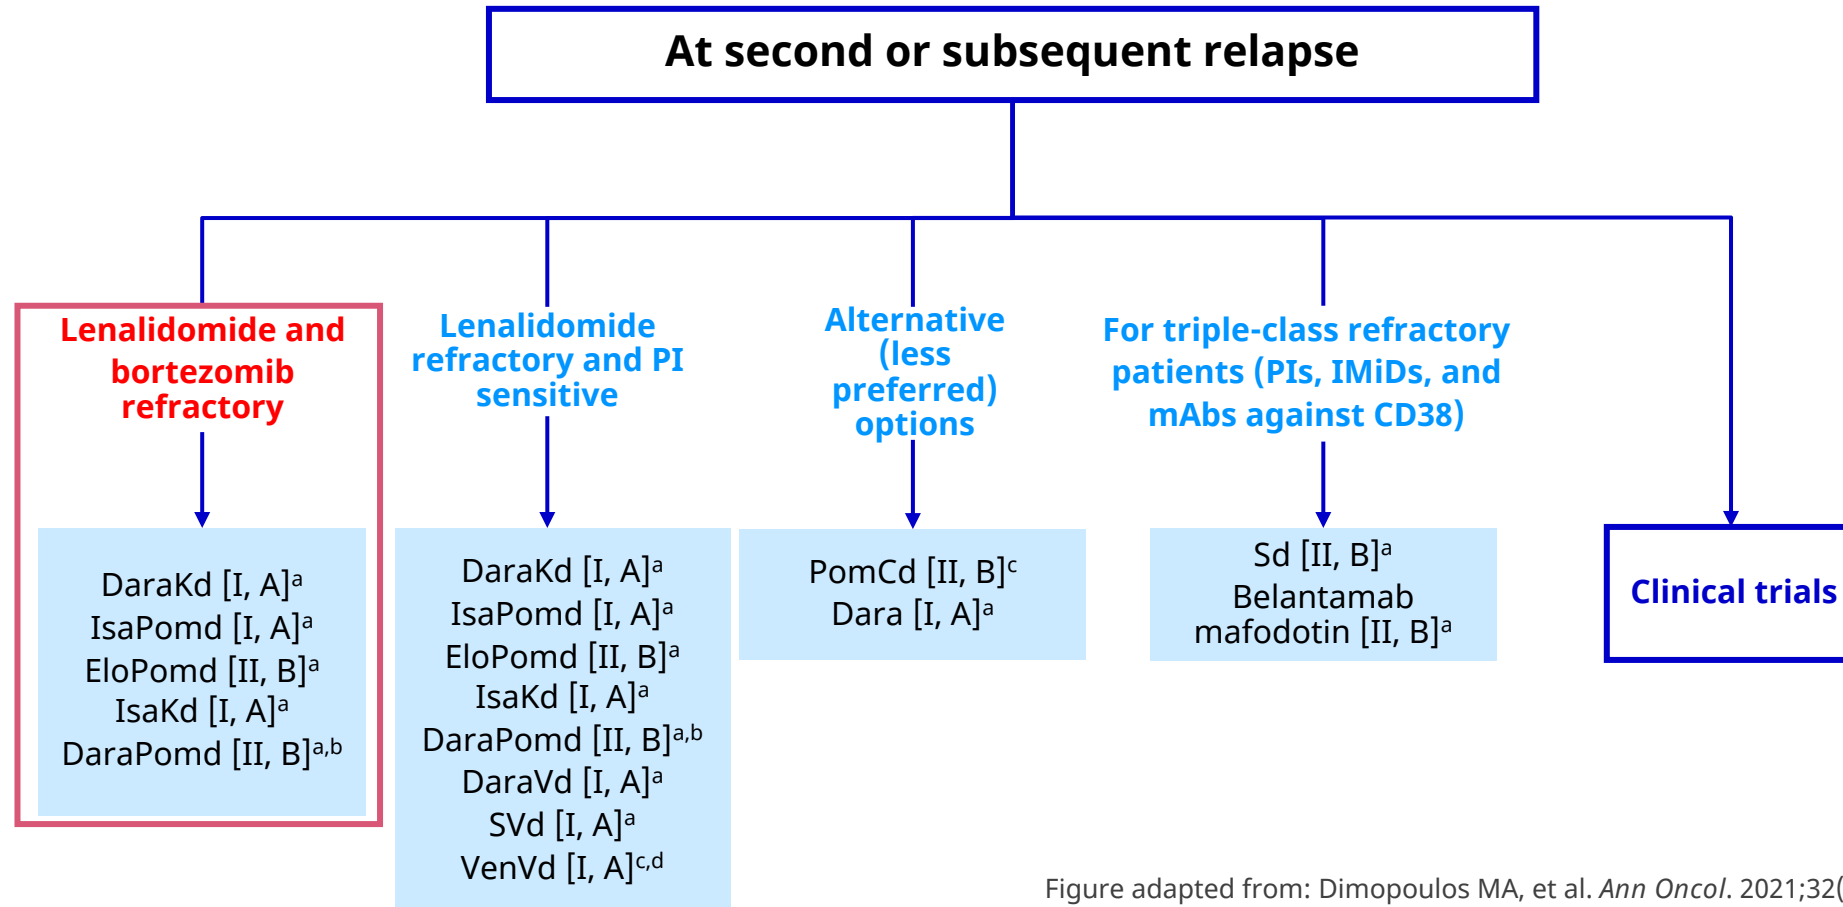 At second or subsequent relapse
Lenalidomide and
bortezomib
refractory
Lenalidomide
refractory and PI
sensitive
Alternative
(less
preferred)
options
For triple-class refractory
patients (PIs, IMiDs, and
mAbs against CD38)
DaraKd [I, A]ᵃ
IsaPomd [I, A]ᵃ
EloPomd [II, B]ᵃ
IsaKd [I, A]ᵃ
DaraPomd [II, B]ᵃ,ᵇ
DaraKd [I, A]ᵃ
IsaPomd [I, A]ᵃ
EloPomd [II, B]ᵃ
IsaKd [I, A]ᵃ
DaraPomd [II, B]ᵃ,ᵇ
DaraVd [I, A]ᵃ
SVd [I, A]ᵃ
VenVd [I, A]ᶜ,ᵈ
PomCd [II, B]ᶜ
Dara [I, A]ᵃ
Sd [II, B]ᵃ
Belantamab
mafodotin [II, B]ᵃ
Clinical trials
Figure adapted from: Dimopoulos MA, et al. Ann Oncol. 2021;32(